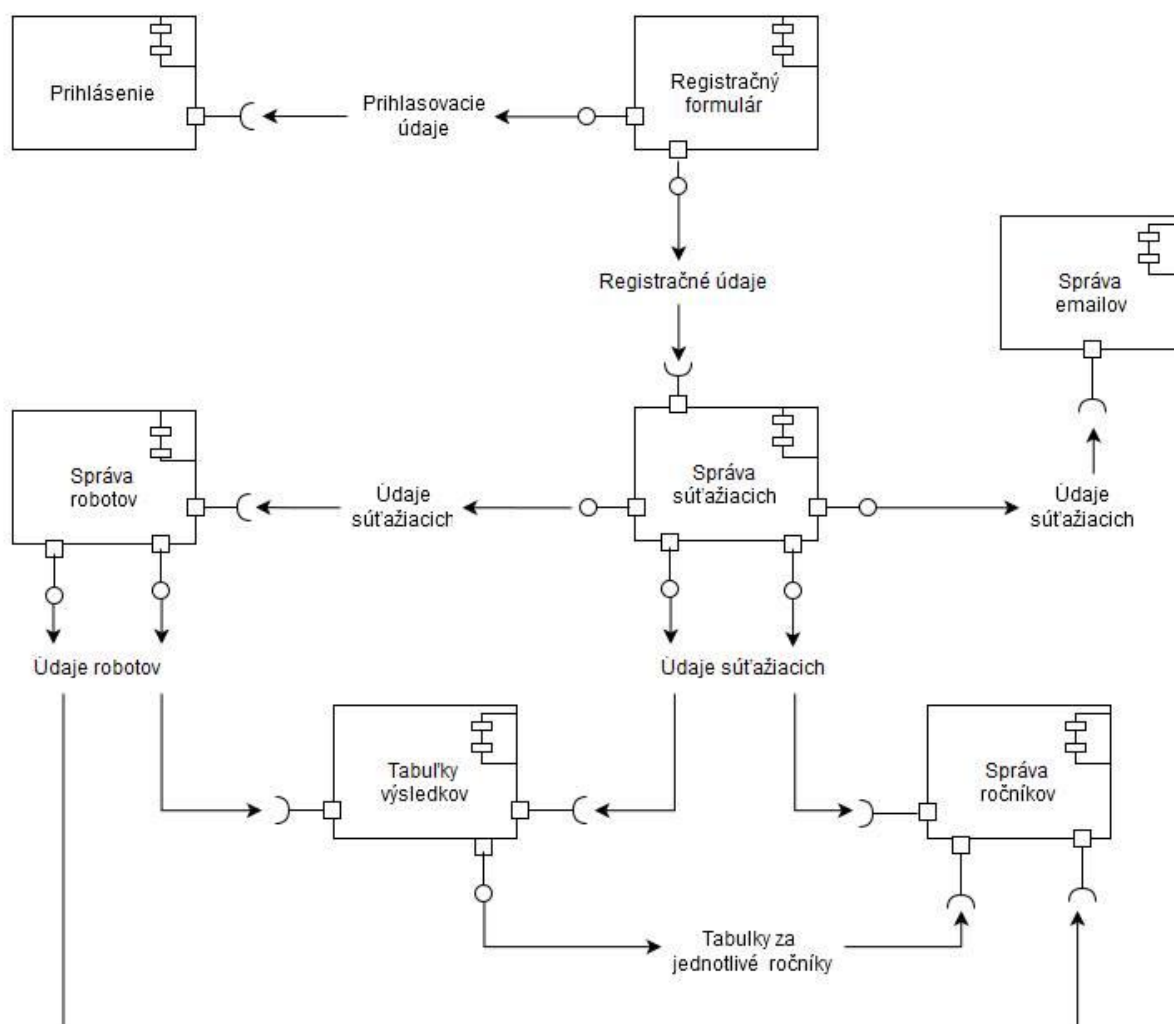 Prihlásenie
Prihlasovacie
údaje
Registračný
formulár
Registračné údaje
Správa
emailov
Správa
robotov
Údaje
súťažiacich
Správa
súťažiacich
Údaje
súťažiacich
Údaje robotov
Údaje súťažiacich
Tabuľky
výsledkov
Správa
ročníkov
Tabulky za
jednotlivé ročníky